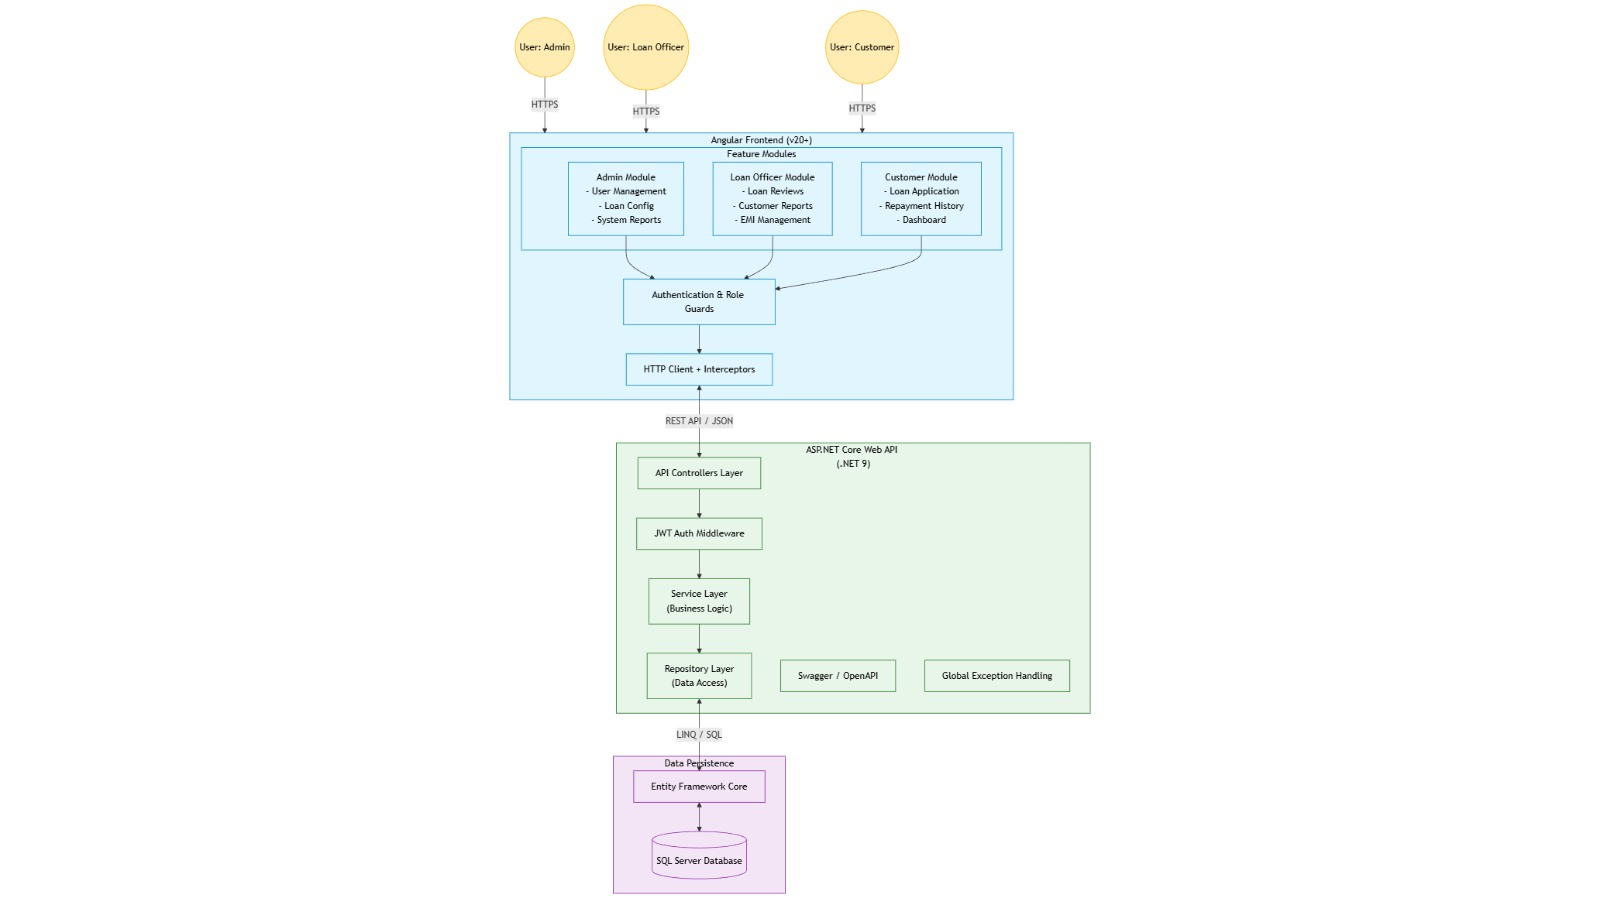 User: Admin
User: Loan Officer
User: Customer
HTTPS
HTTPS
HTTPS
Angular Frontend (v20+)
Feature Modules
Admin Module
- User Management
- Loan Config
- System Reports
Loan Officer Module
- Loan Reviews
- Customer Reports
- EMI Management
Customer Module
- Loan Application
- Repayment History
- Dashboard
Authentication & Role
Guards
HTTP Client + Interceptors
REST API / JSON
ASP.NET Core Web API
(.NET 9)
API Controllers Layer
JWT Auth Middleware
Service Layer
(Business Logic)
Repository Layer
(Data Access)
Swagger / OpenAPI
Global Exception Handling
LINQ / SQL
Data Persistence
Entity Framework Core
SQL Server Database